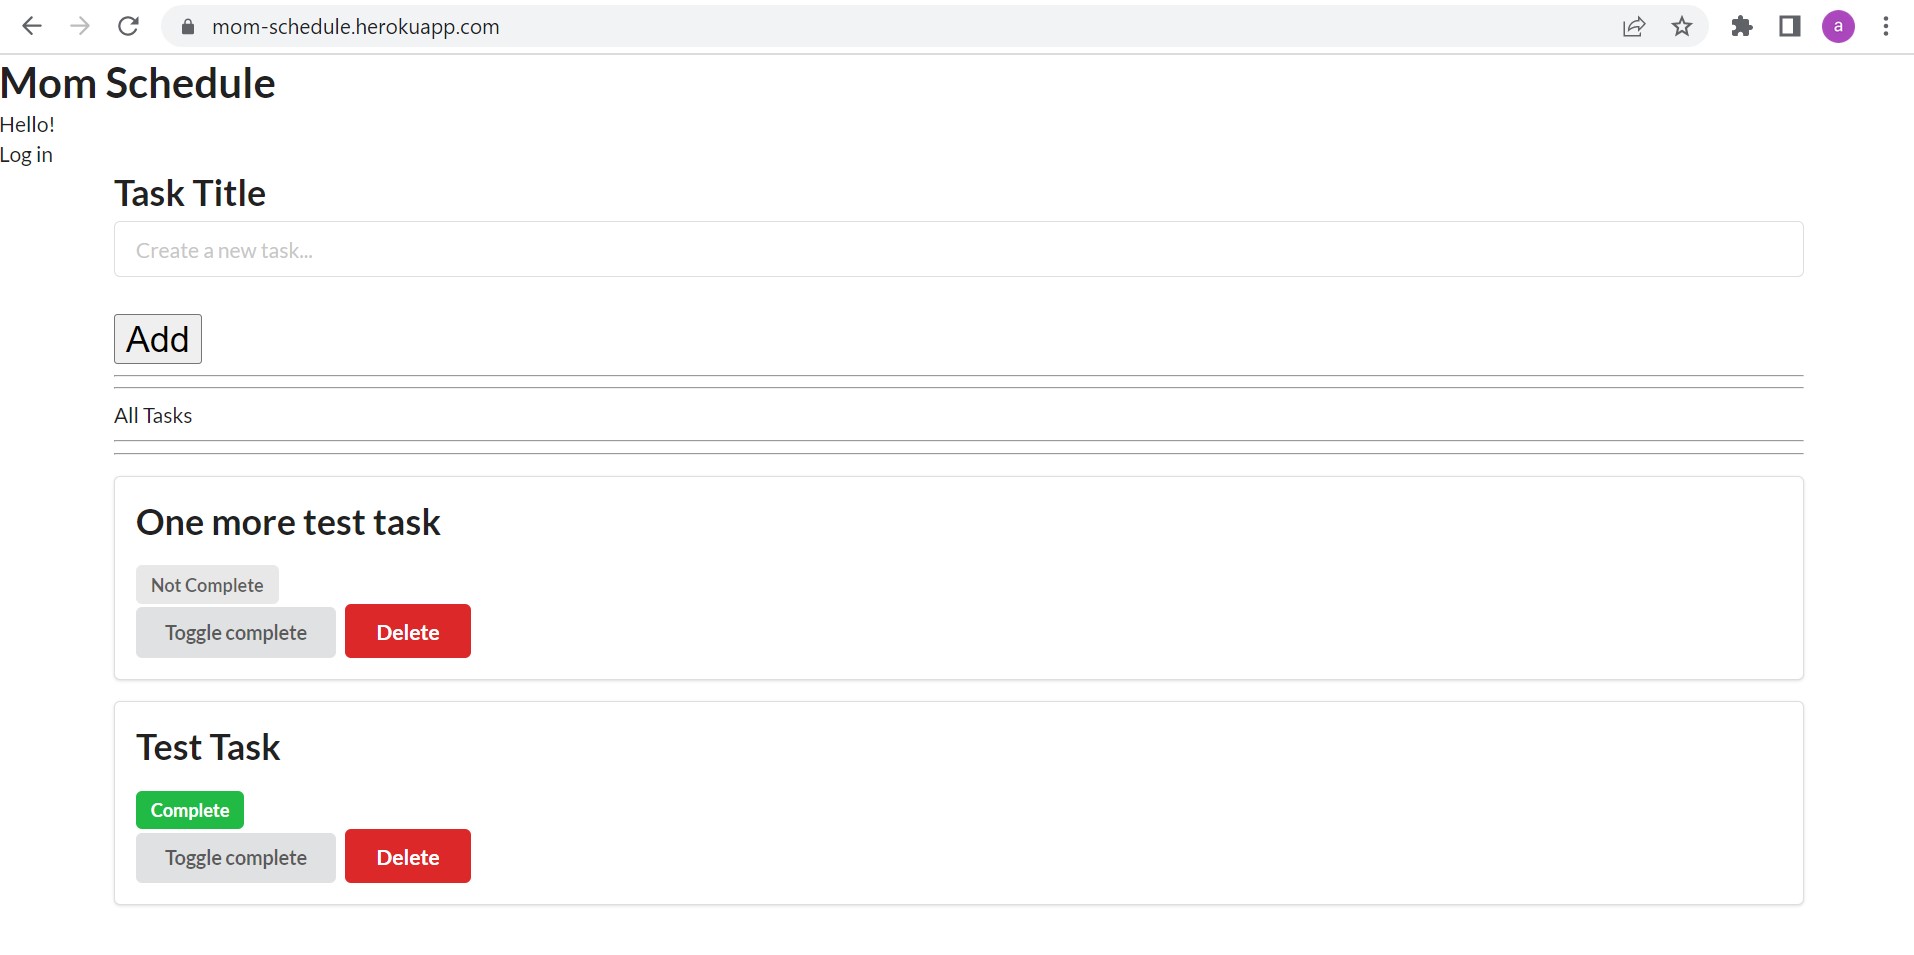 mom-schedule.herokuapp.com
a
Mom Schedule
Hello!
Log in
Task Title
Create a new task...
Add
All Tasks
One more test task
Not Complete
Toggle complete Delete
Test Task
Complete
Toggle complete Delete